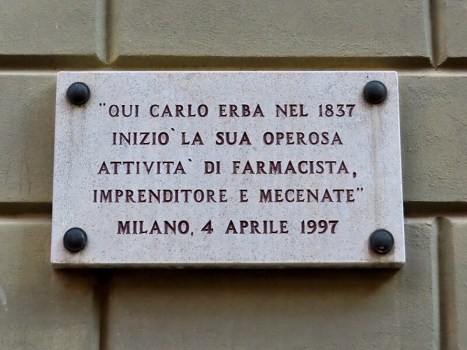 "QUI CARLO ERBA NEL 1837
INIZIO` LA SUA OPEROSA
ATTIVITA` DI FARMACISTA,
IMPRENDITORE E MECENATE"
MILANO, 4 APRILE 1997